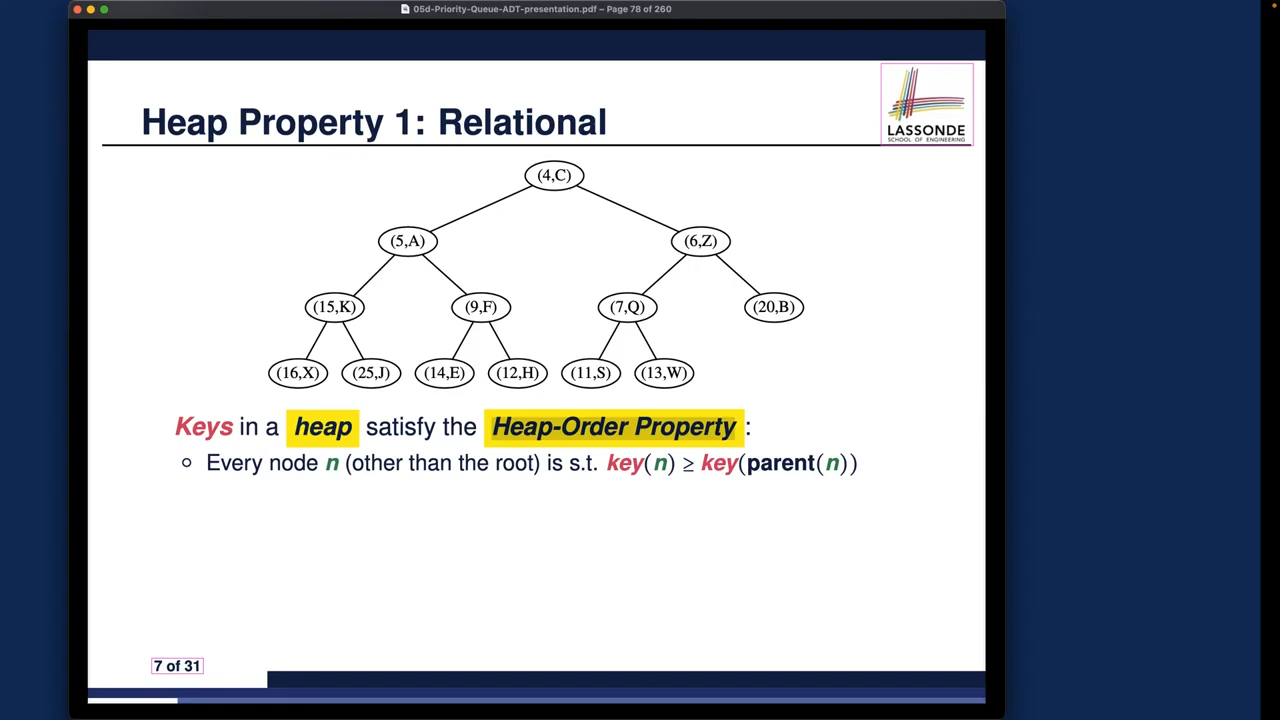 05d-Priority-Queue-ADT-presentation.pdf – Page 78 of 260
Heap Property 1: Relational
LASSONDE
SCHOOL OF ENGINEERING
(4,C)
(5,A)
(6,Z)
(15,K)
(9,F)
(7,Q)
(20,B)
(16,X)
(25,J)
(14,E)
(12,H)
(11,S)
(13,W)
Keys in a heap satisfy the Heap-Order Property:
○ Every node n (other than the root) is s.t. key(n) ≥ key(parent(n))
7 of 31